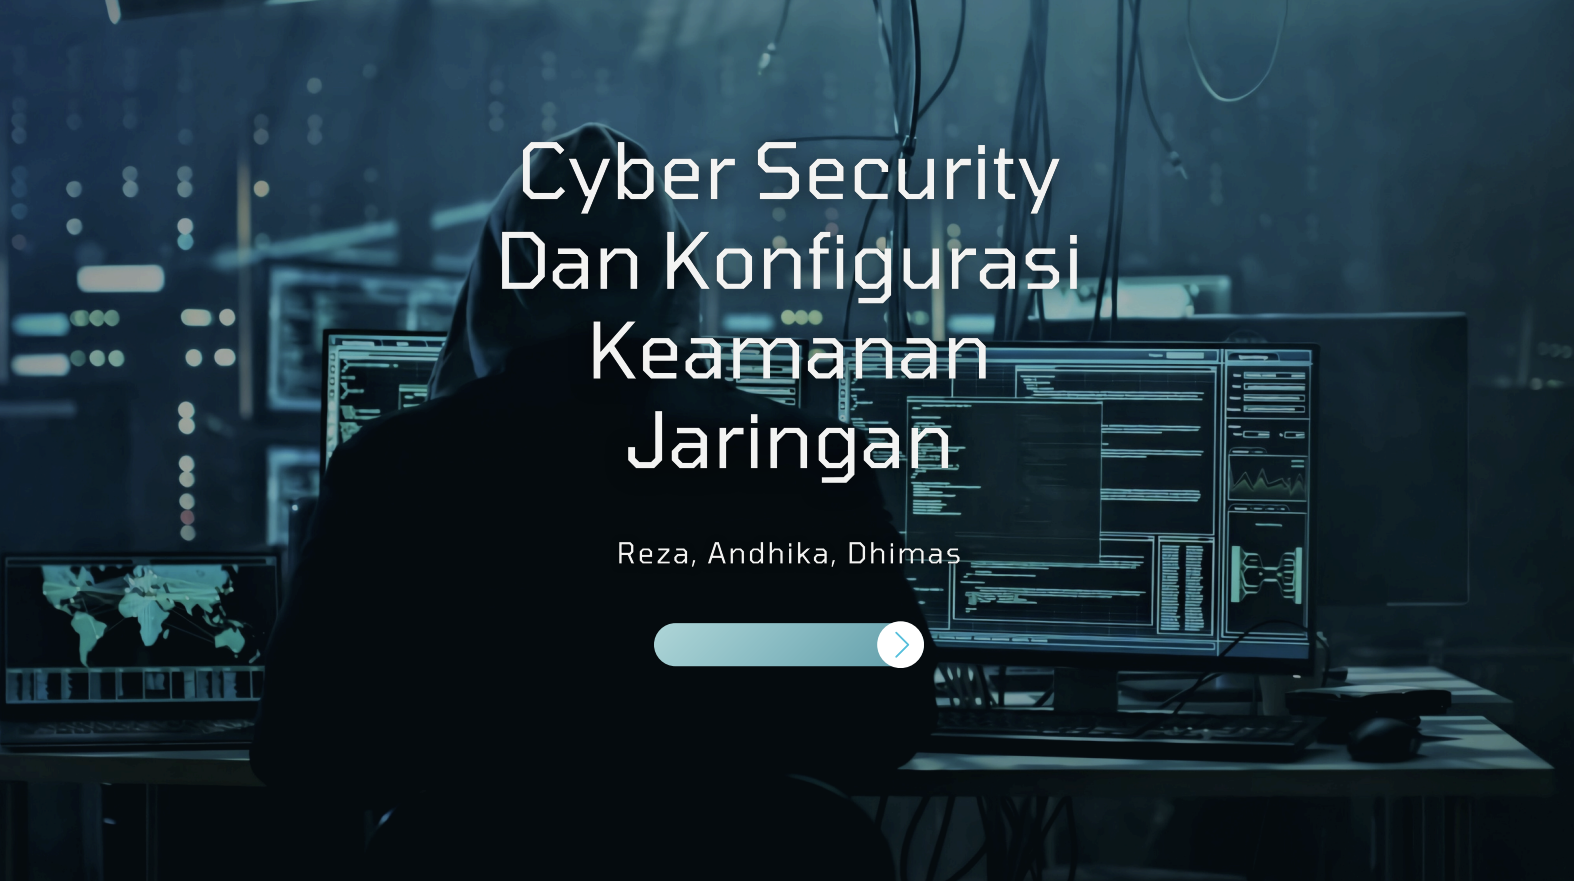 Cyber Security
Dan Konfigurasi
Keamanan
Jaringan
Reza, Andhika, Dhimas